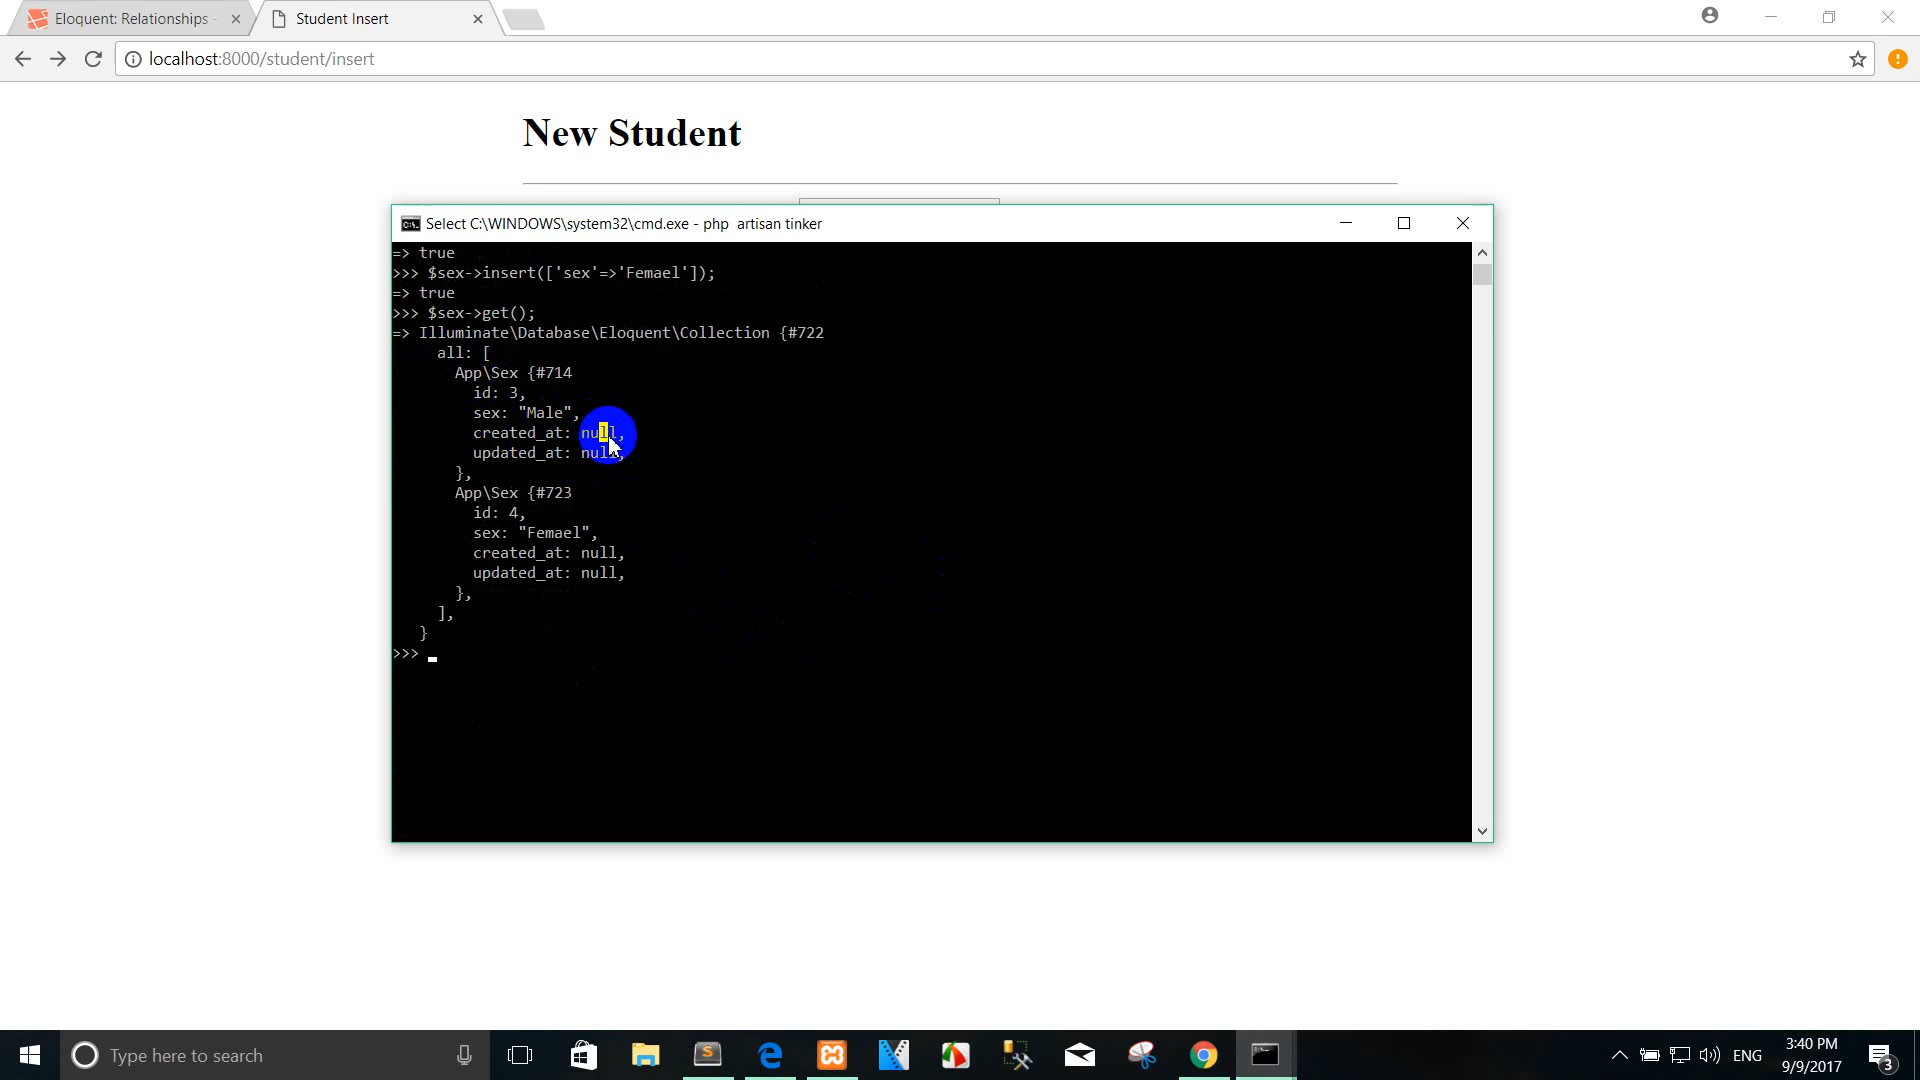 Eloquent: Relationships -
Student Insert
localhost:8000/student/insert
New Student
Select C:\WINDOWS\system32\cmd.exe - php  artisan tinker
=> true
>>> $sex->insert(['sex'=>'Femael']);
=> true
>>> $sex->get();
=> Illuminate\Database\Eloquent\Collection {#722
all: [
App\Sex {#714
id: 3,
sex: "Male",
created_at: null,
updated_at: null,
},
App\Sex {#723
id: 4,
sex: "Femael",
created_at: null,
updated_at: null,
},
],
}
>>>
Type here to search
ENG
3:40 PM
9/9/2017
3